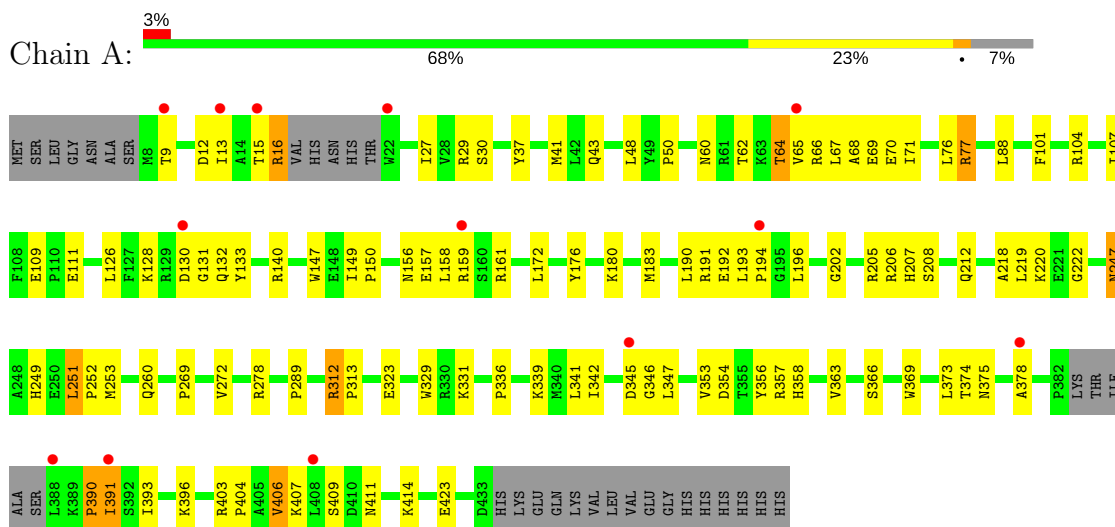 3%
Chain A:
68% 23% • 7%
MET SER LEU GLY ASN ALA SER M8 T9 D12 I13 A14 T15 R16 VAL HIS ASN HIS THR W22 I27 V28 R29 S30 Y37 M41 L42 Q43 L48 Y49 P50 N60 R61 T62 K63 T64 V65 R66 L67 A68 E69 E70 I71 L76 R77 L88 F101 R104 I107
F108 E109 P110 E111 L126 F127 K128 R129 D130 G131 Q132 Y133 R140 W147 E148 I149 P150 N156 E157 L158 R159 S160 R161 L172 Y176 K180 M183 L190 R191 E192 L193 P194 G195 L196 G202 R205 R206 H207 S208 Q212 A218 L219 K220 E221 G222 N247
A248 H249 E250 L251 P252 M253 Q260 P269 V272 R278 P289 R312 P313 E323 W329 R330 K331 P336 K339 M340 L341 I342 D345 G346 L347 V353 D354 T355 Y356 R357 H358 V363 S366 W369 L373 T374 N375 A378 P382 LYS THR ILE
ALA SER L388 K389 P390 I391 S392 I393 K396 R403 P404 A405 V406 K407 L408 S409 D410 N411 K414 E423 D433 HIS LYS GLU GLN LYS VAL LEU VAL GLU GLY HIS HIS HIS HIS HIS HIS